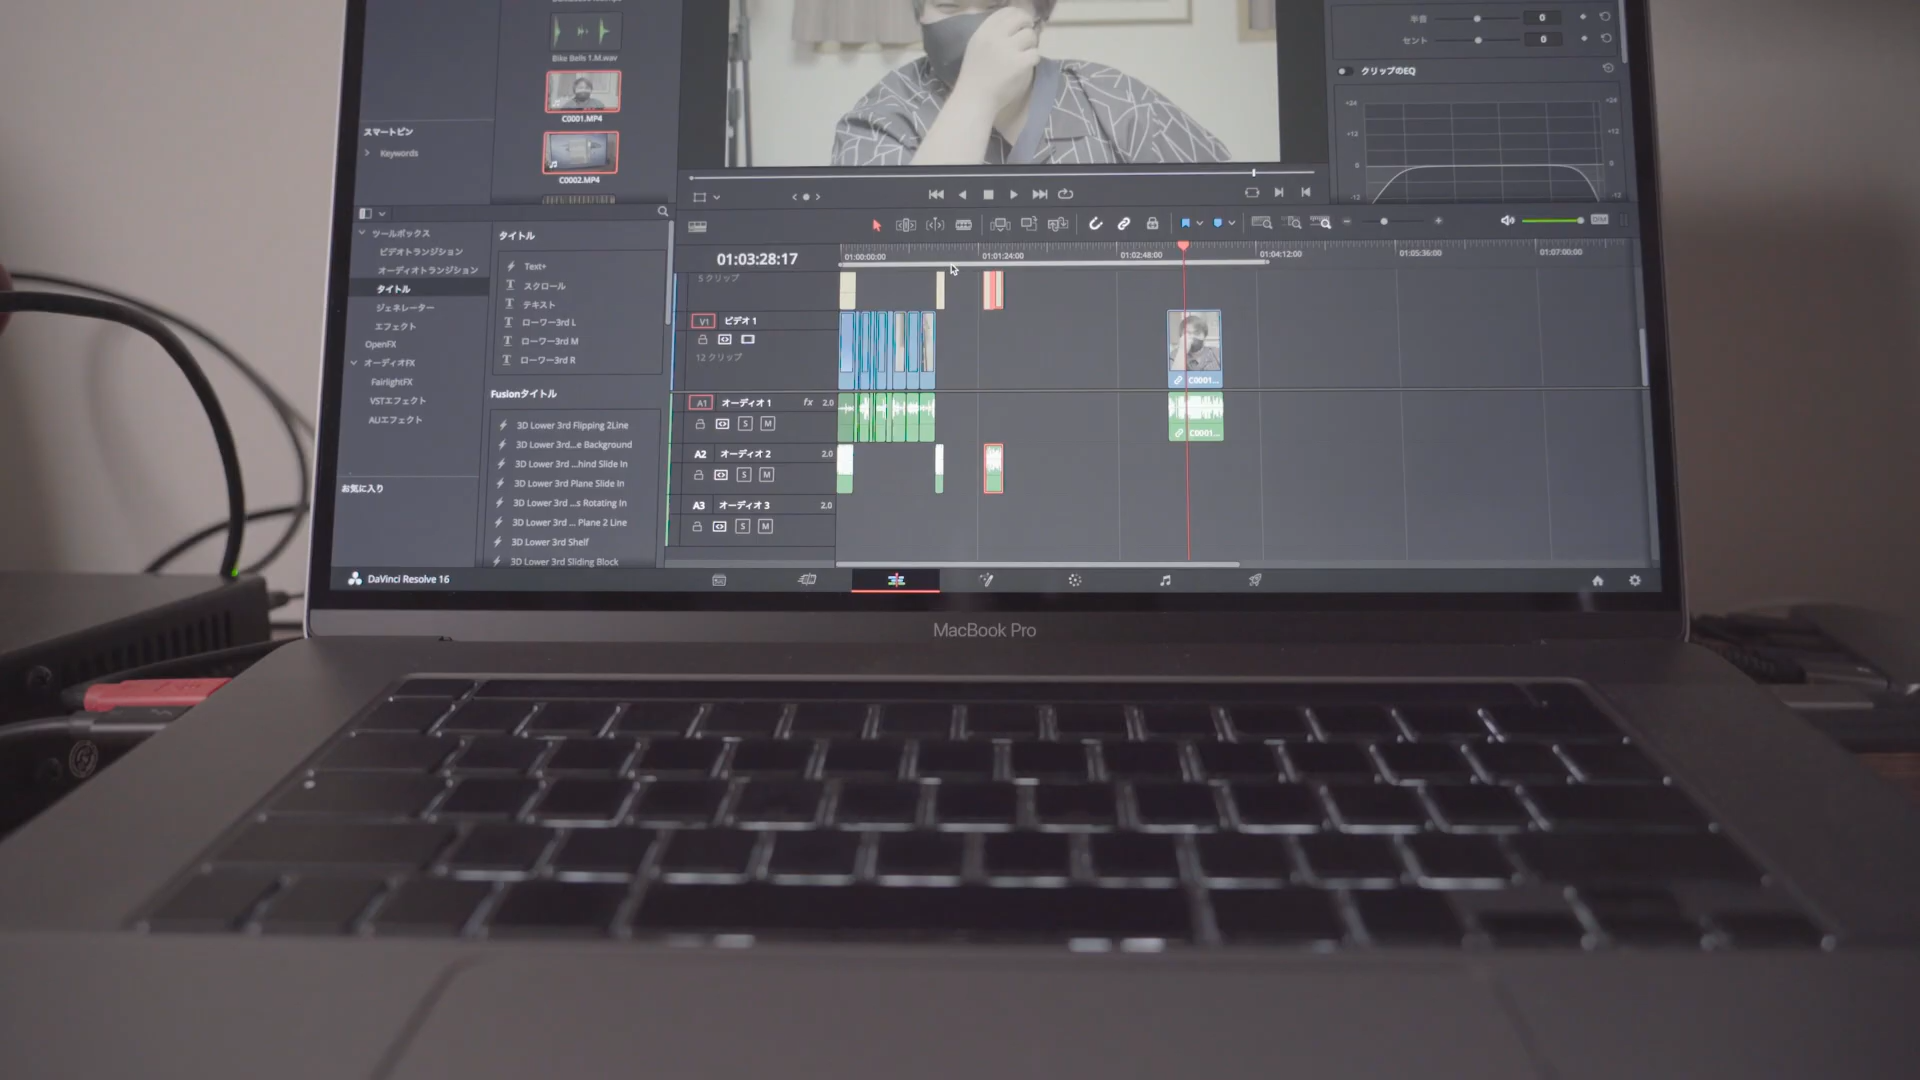 Bike Bells 1.M.wav
C0001.MP4
C0002.MP4
スマートビン
Keywords
ツールボックス
ビデオトランジション
オーディオトランジション
タイトル
ジェネレーター
エフェクト
OpenFX
オーディオFX
FairlightFX
VSTエフェクト
AUエフェクト
お気に入り
タイトル
Text+
スクロール
テキスト
ローワー3rd L
ローワー3rd M
ローワー3rd R
Fusionタイトル
3D Lower 3rd Flipping 2Line
3D Lower 3rd...e Background
3D Lower 3rd ...hind Slide In
3D Lower 3rd Plane Slide In
3D Lower 3rd ...s Rotating In
3D Lower 3rd ... Plane 2 Line
3D Lower 3rd Shelf
3D Lower 3rd Sliding Block
半音 0
セント 0
クリップのEQ
+24 +24
+12 +12
0 0
-12 -12
DIM
01:03:28:17
01:00:00:00 01:01:24:00 01:02:48:00 01:04:12:00 01:05:36:00 01:07:00:00
5 クリップ
V1 ビデオ 1
12 クリップ
C0001...
A1 オーディオ 1 fx 2.0
S M
C0001...
A2 オーディオ 2 2.0
S M
A3 オーディオ 3 2.0
S M
DaVinci Resolve 16
MacBook Pro